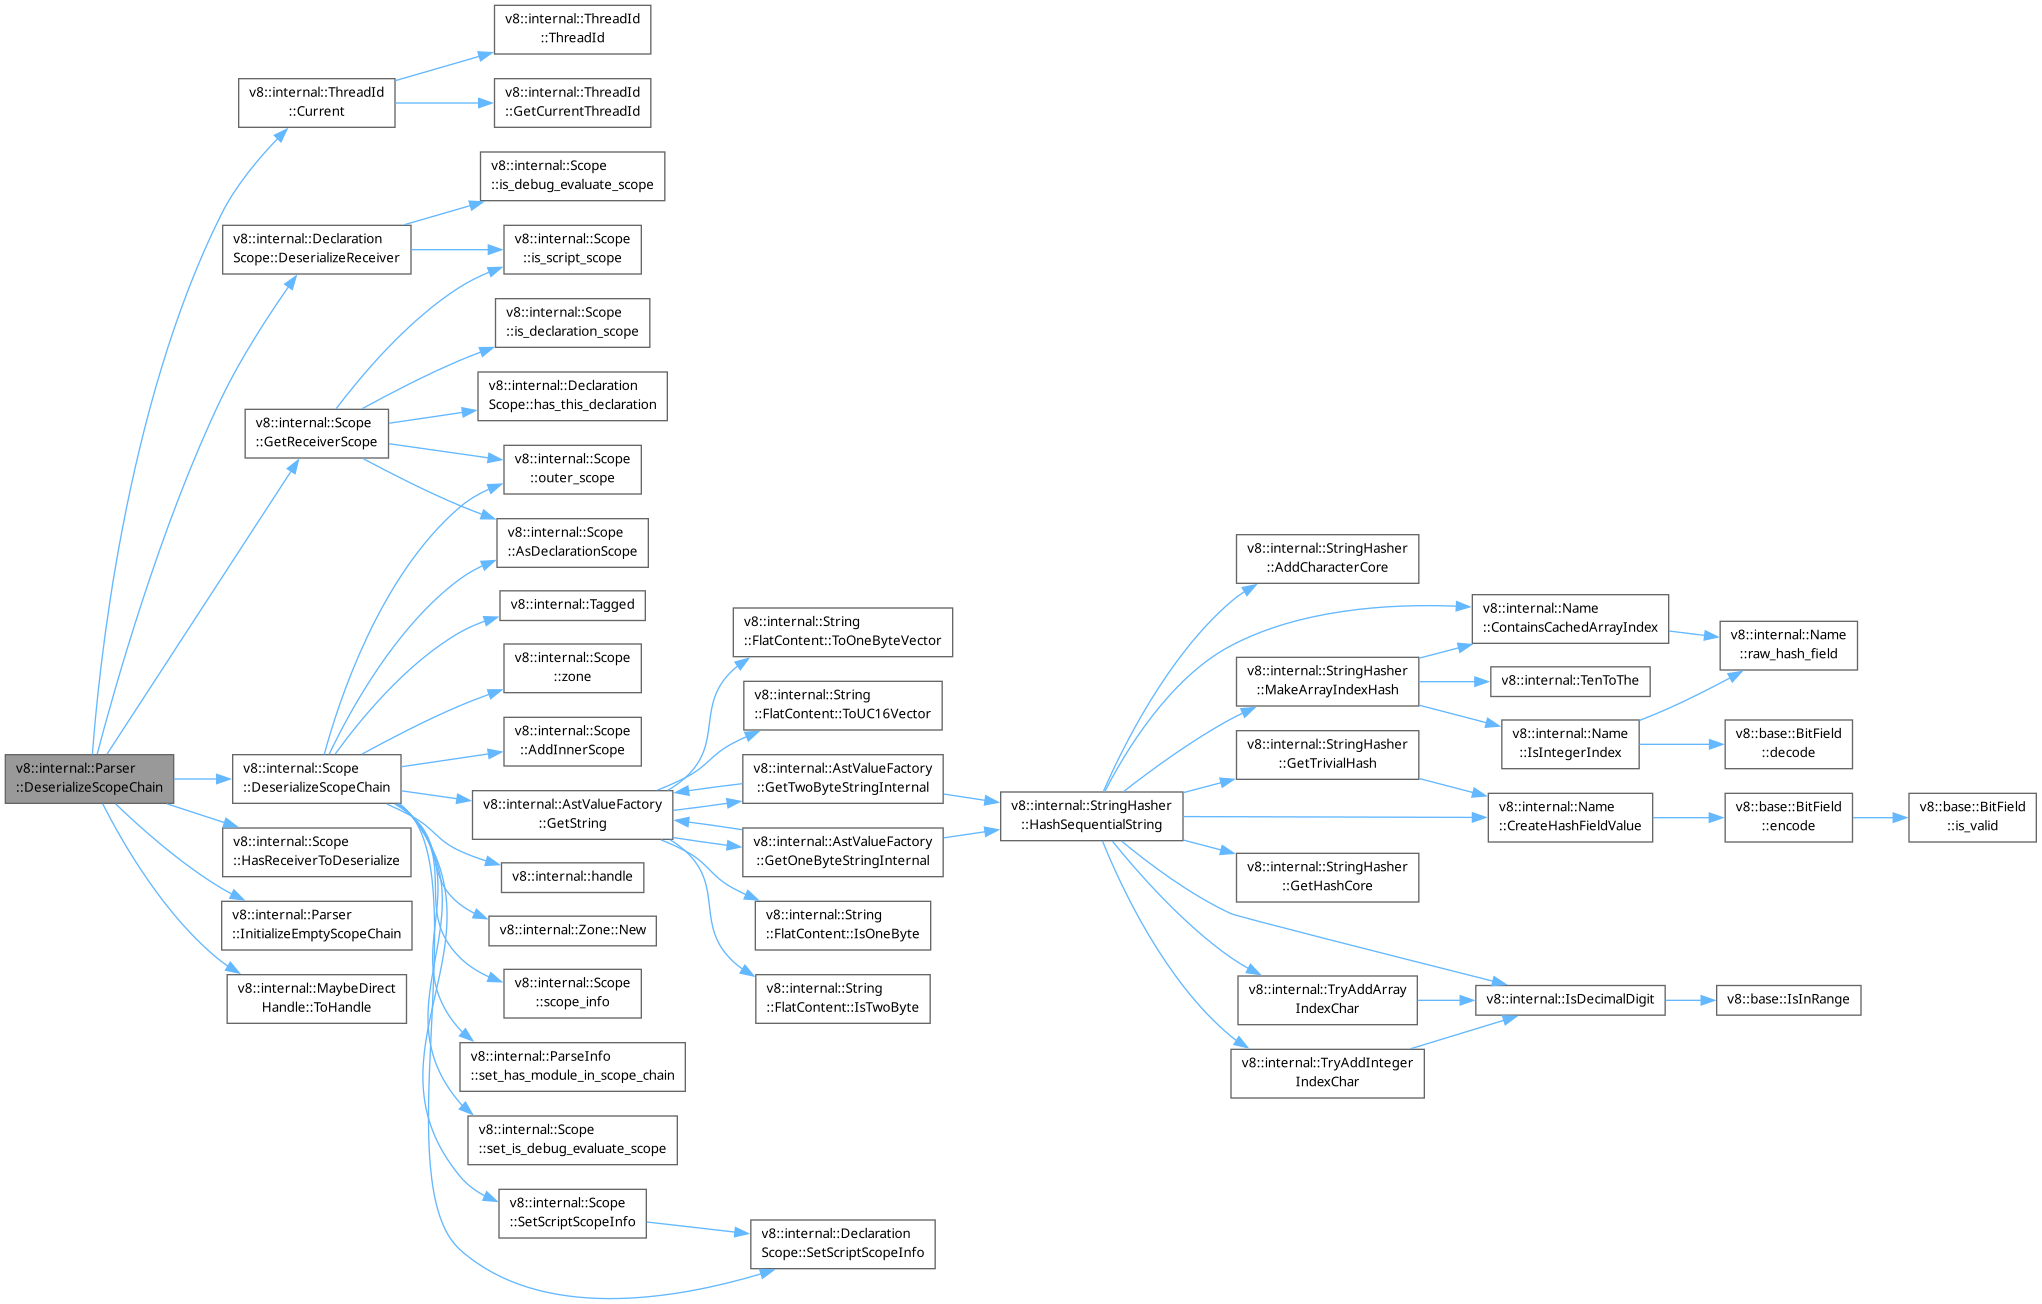 v8::internal::Parser
::DeserializeScopeChain
v8::internal::ThreadId
::Current
v8::internal::ThreadId
::ThreadId
v8::internal::ThreadId
::GetCurrentThreadId
v8::internal::Declaration
Scope::DeserializeReceiver
v8::internal::Scope
::is_debug_evaluate_scope
v8::internal::Scope
::is_script_scope
v8::internal::Scope
::GetReceiverScope
v8::internal::Scope
::is_declaration_scope
v8::internal::Declaration
Scope::has_this_declaration
v8::internal::Scope
::outer_scope
v8::internal::Scope
::AsDeclarationScope
v8::internal::Scope
::DeserializeScopeChain
v8::internal::Tagged
v8::internal::Scope
::zone
v8::internal::Scope
::AddInnerScope
v8::internal::AstValueFactory
::GetString
v8::internal::handle
v8::internal::Zone::New
v8::internal::Scope
::scope_info
v8::internal::ParseInfo
::set_has_module_in_scope_chain
v8::internal::Scope
::set_is_debug_evaluate_scope
v8::internal::Scope
::SetScriptScopeInfo
v8::internal::Declaration
Scope::SetScriptScopeInfo
v8::internal::Scope
::HasReceiverToDeserialize
v8::internal::Parser
::InitializeEmptyScopeChain
v8::internal::MaybeDirect
Handle::ToHandle
v8::internal::String
::FlatContent::ToOneByteVector
v8::internal::String
::FlatContent::ToUC16Vector
v8::internal::AstValueFactory
::GetTwoByteStringInternal
v8::internal::AstValueFactory
::GetOneByteStringInternal
v8::internal::String
::FlatContent::IsOneByte
v8::internal::String
::FlatContent::IsTwoByte
v8::internal::StringHasher
::HashSequentialString
v8::internal::StringHasher
::AddCharacterCore
v8::internal::StringHasher
::MakeArrayIndexHash
v8::internal::StringHasher
::GetTrivialHash
v8::internal::StringHasher
::GetHashCore
v8::internal::TryAddArray
IndexChar
v8::internal::TryAddInteger
IndexChar
v8::internal::Name
::ContainsCachedArrayIndex
v8::internal::TenToThe
v8::internal::Name
::IsIntegerIndex
v8::internal::Name
::CreateHashFieldValue
v8::internal::IsDecimalDigit
v8::internal::Name
::raw_hash_field
v8::base::BitField
::decode
v8::base::BitField
::encode
v8::base::BitField
::is_valid
v8::base::IsInRange